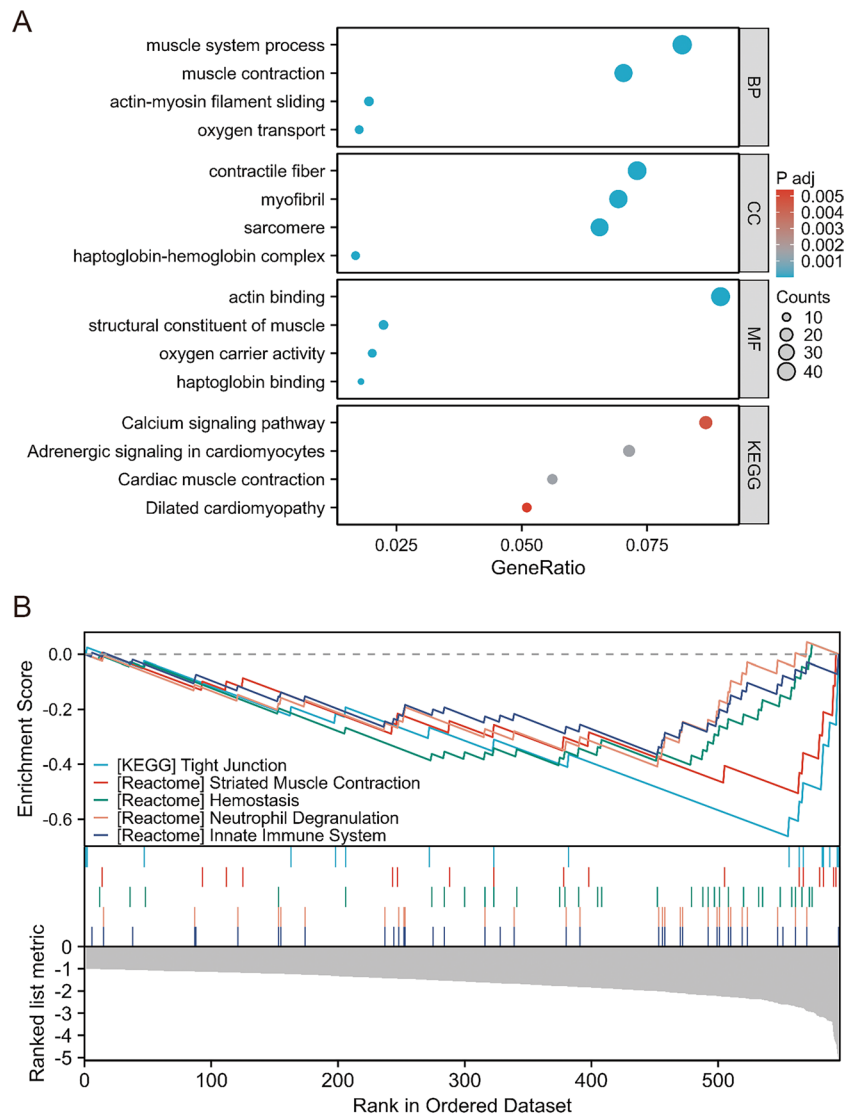 A
muscle system process
muscle contraction
actin-myosin filament sliding
oxygen transport
BP
contractile fiber
myofibril
sarcomere
haptoglobin-hemoglobin complex
CC
actin binding
structural constituent of muscle
oxygen carrier activity
haptoglobin binding
MF
Calcium signaling pathway
Adrenergic signaling in cardiomyocytes
Cardiac muscle contraction
Dilated cardiomyopathy
KEGG
0.025 0.050 0.075
GeneRatio
P adj
0.005
0.004
0.003
0.002
0.001
Counts
10
20
30
40
B
Enrichment Score
0.0
-0.2
-0.4
-0.6
[KEGG] Tight Junction
[Reactome] Striated Muscle Contraction
[Reactome] Hemostasis
[Reactome] Neutrophil Degranulation
[Reactome] Innate Immune System
Ranked list metric
0
-1
-2
-3
-4
-5
0 100 200 300 400 500
Rank in Ordered Dataset